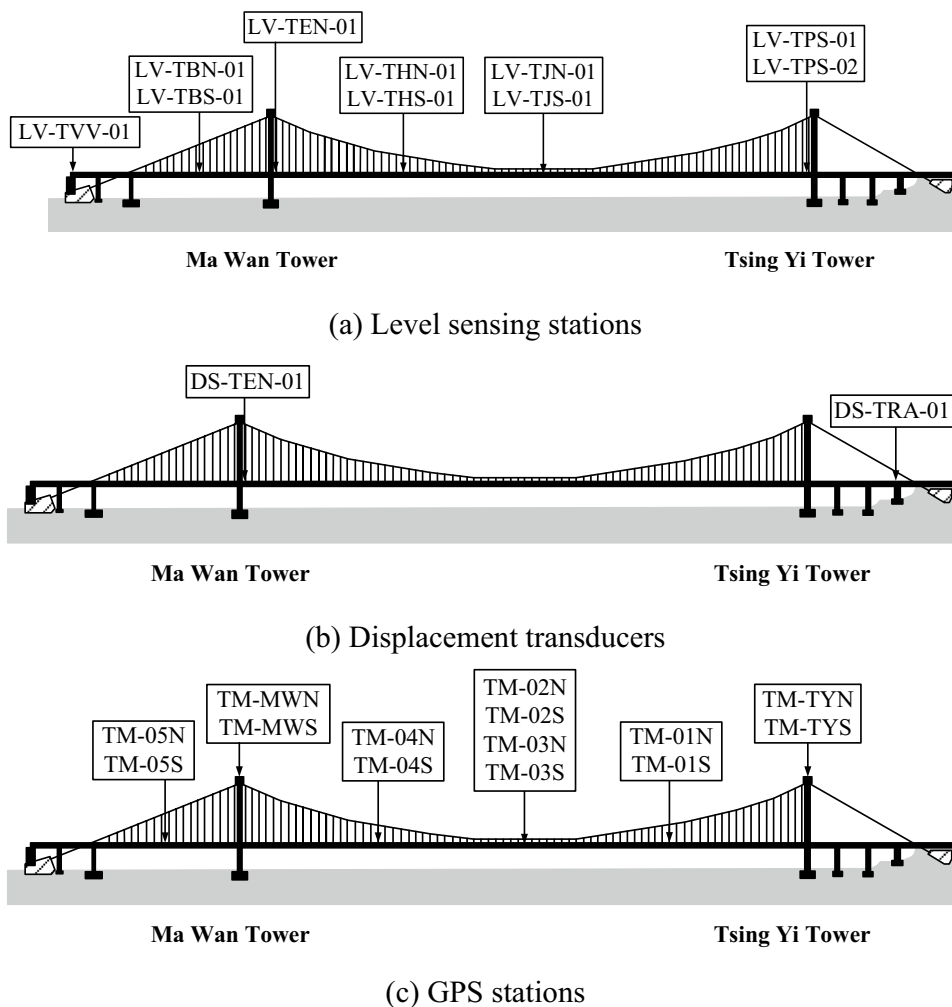 LV-TEN-01
LV-TBN-01
LV-TBS-01
LV-THN-01
LV-THS-01
LV-TJN-01
LV-TJS-01
LV-TPS-01
LV-TPS-02
LV-TVV-01
Ma Wan Tower
Tsing Yi Tower
(a) Level sensing stations
DS-TEN-01
DS-TRA-01
Ma Wan Tower
Tsing Yi Tower
(b) Displacement transducers
TM-05N
TM-05S
TM-MWN
TM-MWS
TM-04N
TM-04S
TM-02N
TM-02S
TM-03N
TM-03S
TM-01N
TM-01S
TM-TYN
TM-TYS
Ma Wan Tower
Tsing Yi Tower
(c) GPS stations